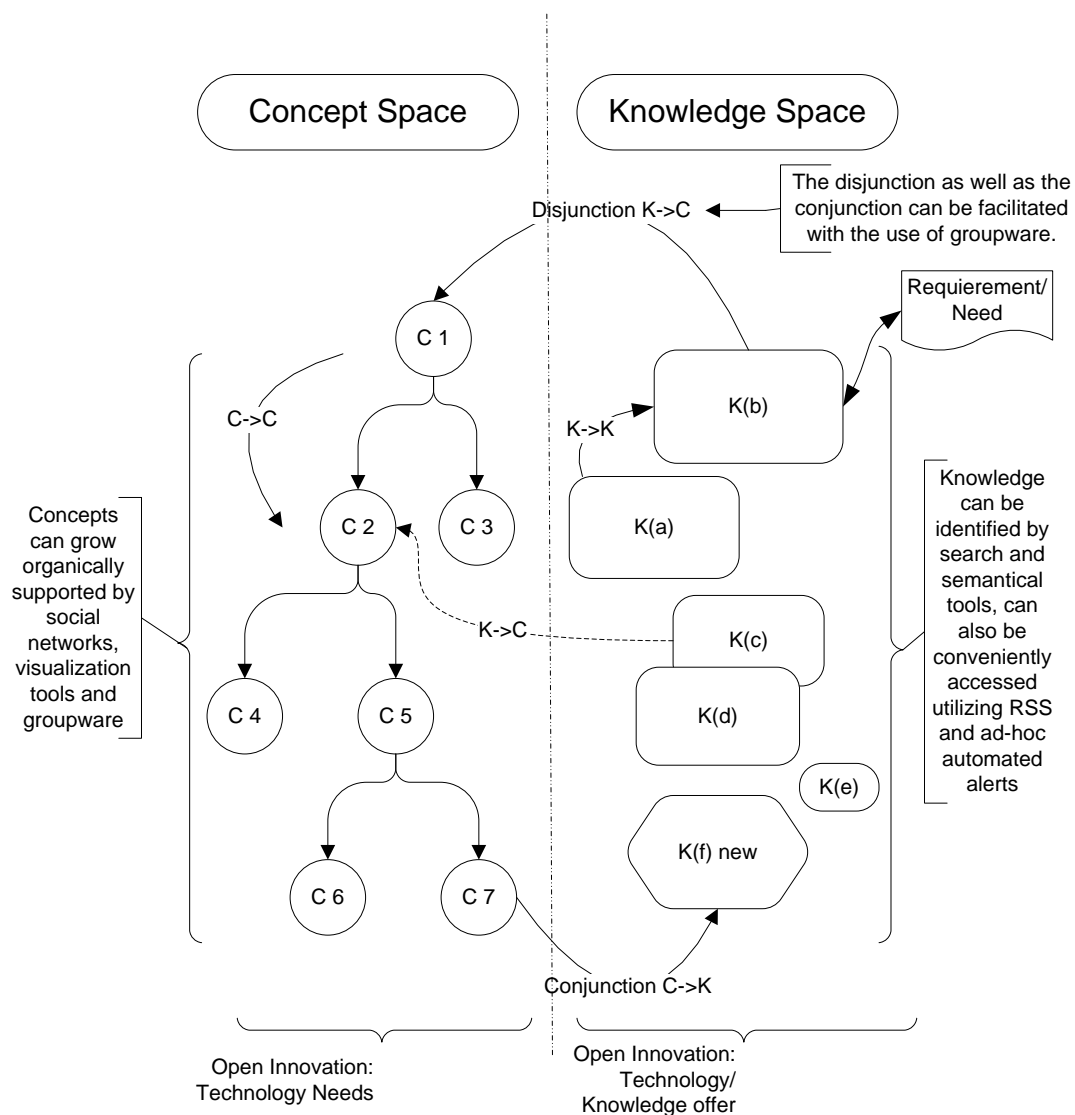 Concept Space
Knowledge Space
Disjunction K->C
The disjunction as well as the
conjunction can be facilitated
with the use of groupware.
Requierement/
Need
C 1
K(b)
C->C
K->K
C 2
C 3
K(a)
Concepts
can grow
organically
supported by
social
networks,
visualization
tools and
groupware
Knowledge
can be
identified by
search and
semantical
tools, can
also be
conveniently
accessed
utilizing RSS
and ad-hoc
automated
alerts
K->C
K(c)
C 4
C 5
K(d)
K(e)
K(f) new
C 6
C 7
Conjunction C->K
Open Innovation:
Technology Needs
Open Innovation:
Technology/
Knowledge offer